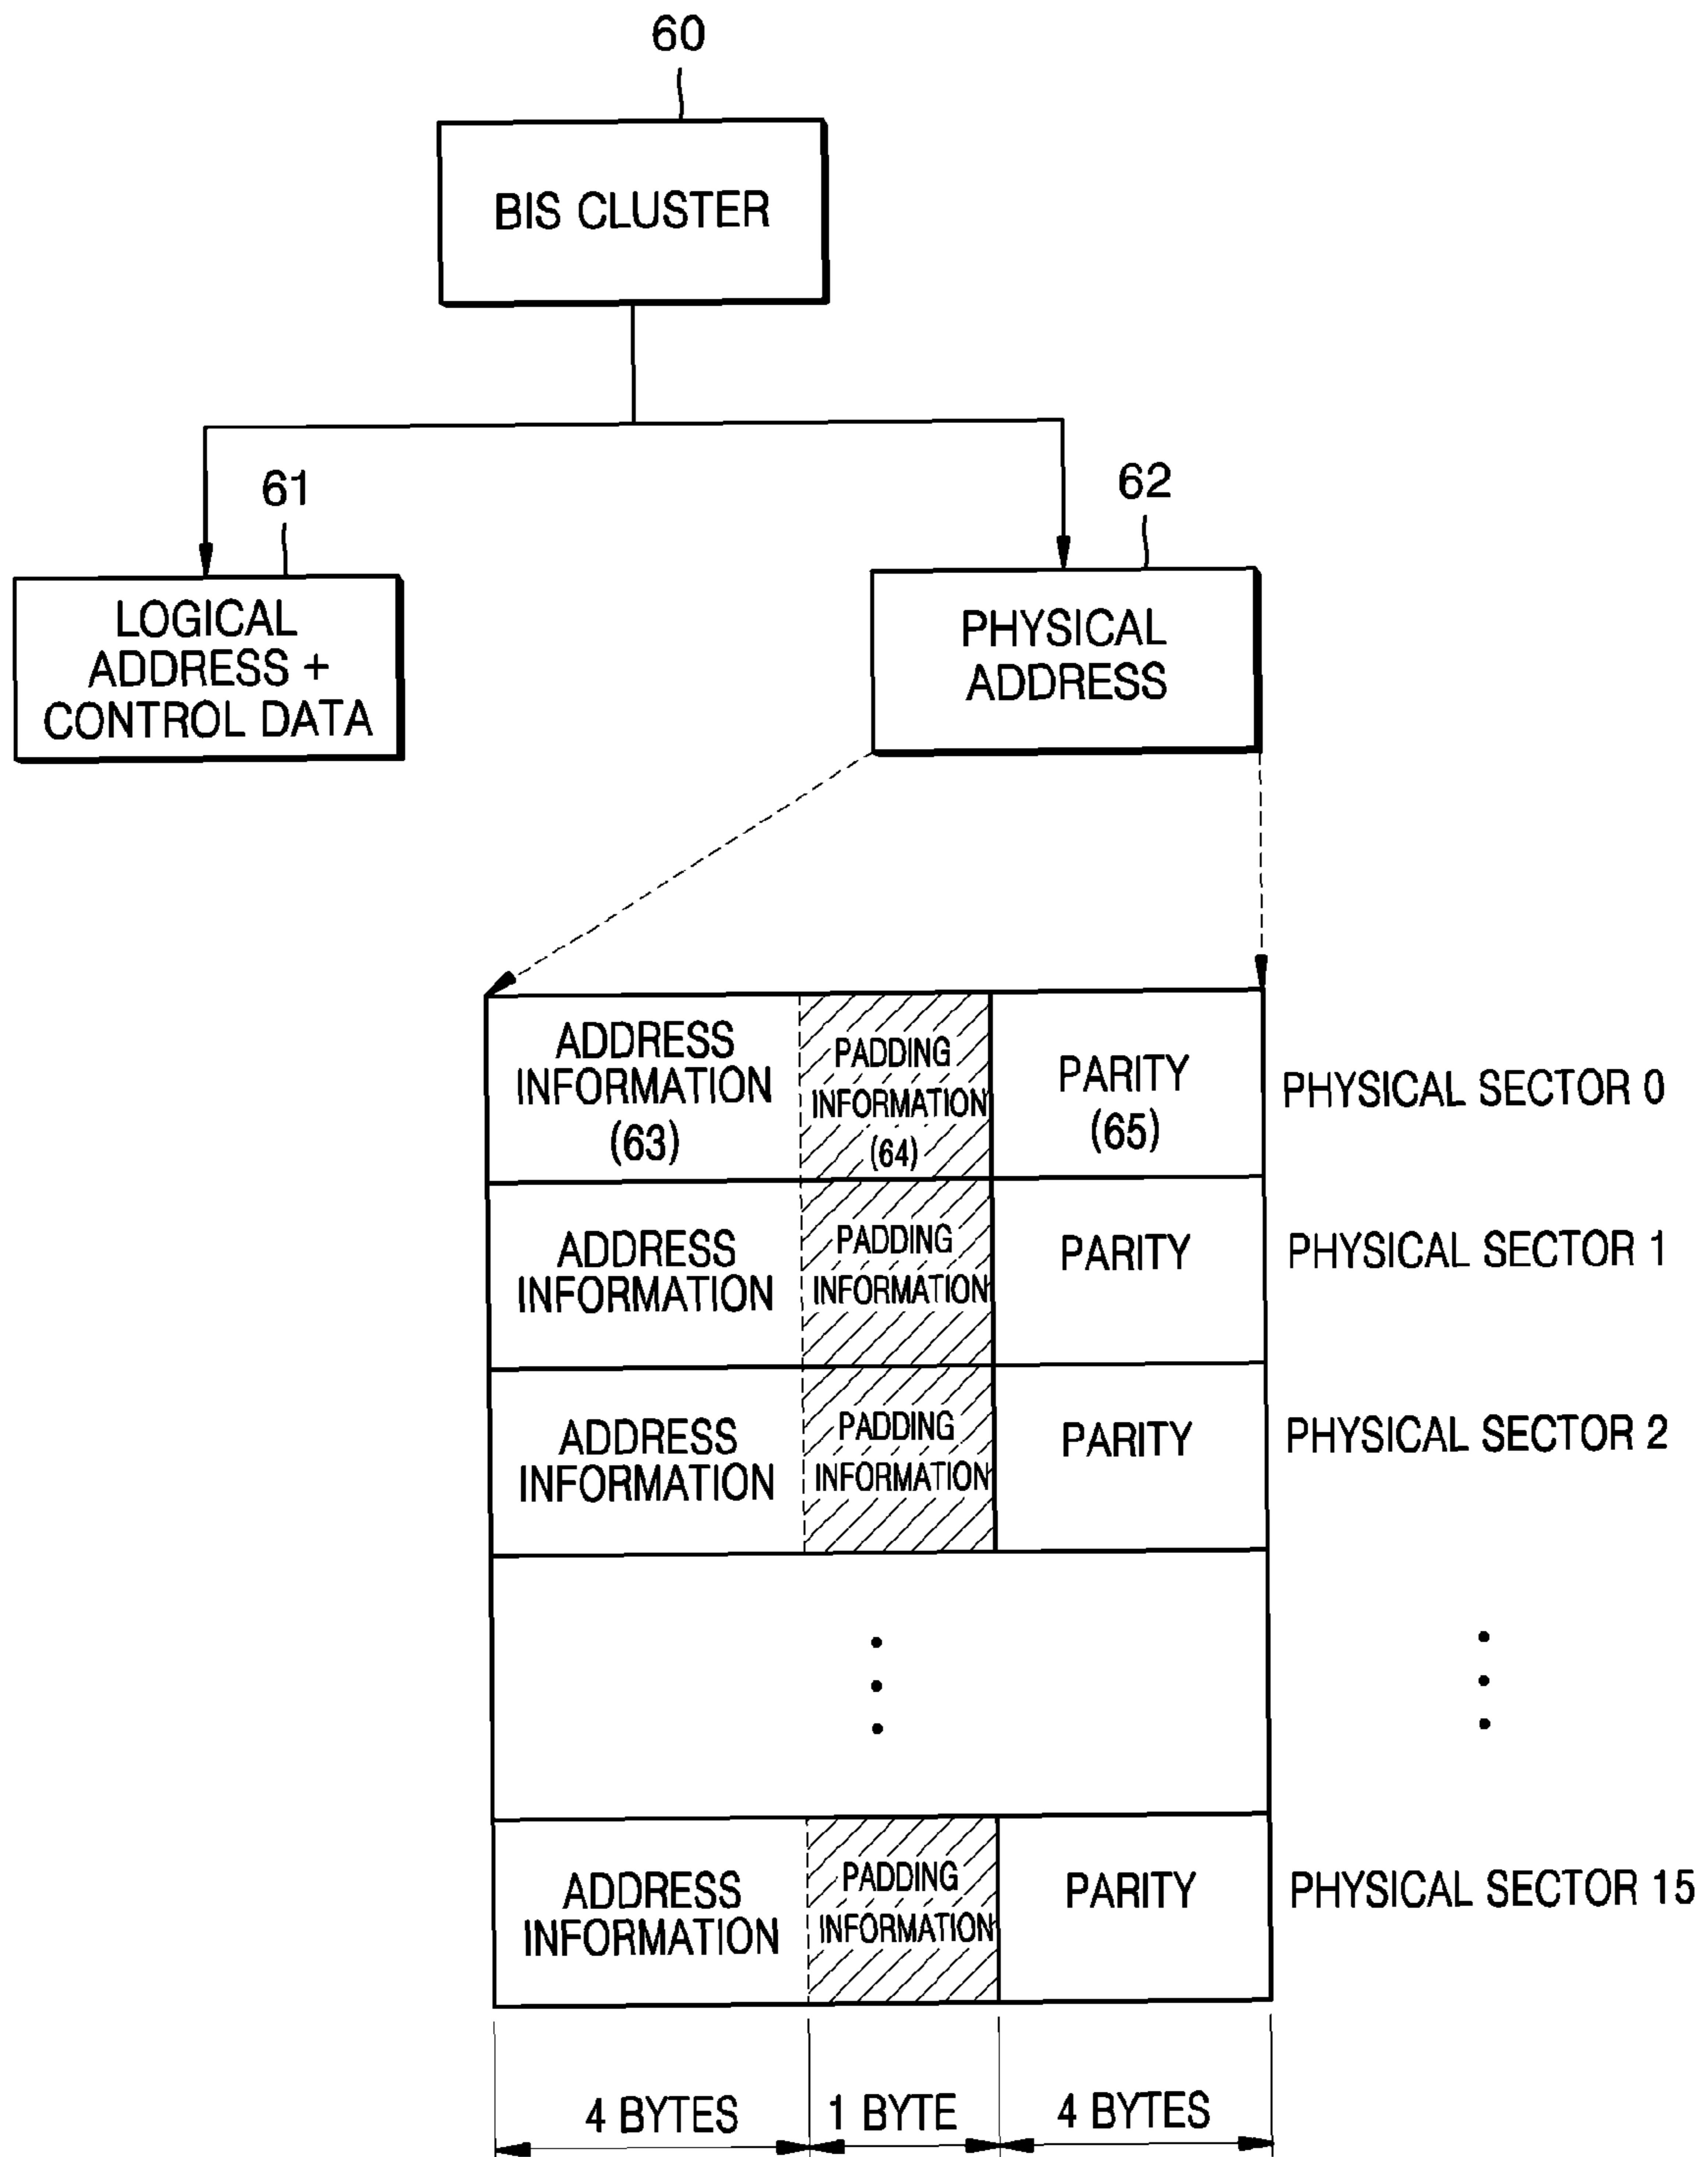 60
BIS CLUSTER
61
62
LOGICAL
ADDRESS +
CONTROL DATA
PHYSICAL
ADDRESS
ADDRESS
INFORMATION
(63)
PADDING
INFORMATION
(64)
PARITY
(65)
PHYSICAL SECTOR 0
ADDRESS
INFORMATION
PADDING
INFORMATION
PARITY
PHYSICAL SECTOR 1
ADDRESS
INFORMATION
PADDING
INFORMATION
PARITY
PHYSICAL SECTOR 2
ADDRESS
INFORMATION
PADDING
INFORMATION
PARITY
PHYSICAL SECTOR 15
4 BYTES
1 BYTE
4 BYTES